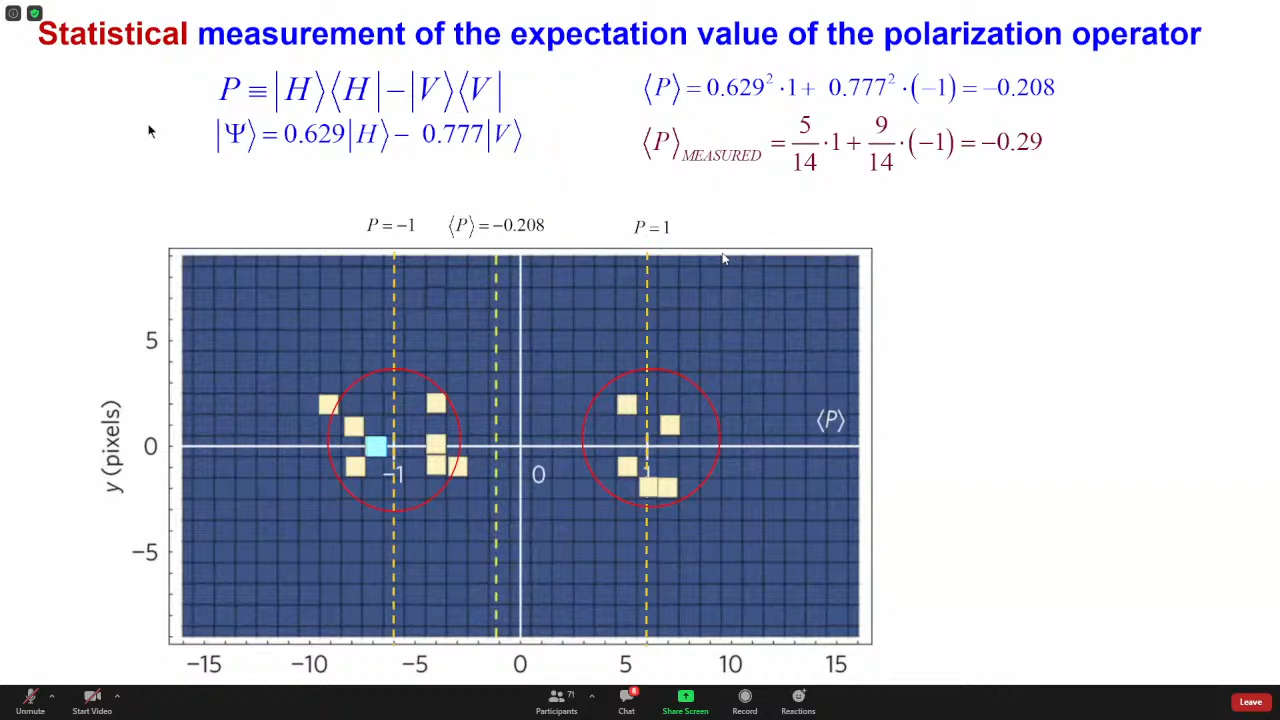 Statistical measurement of the expectation value of the polarization operator
P ≡ |H⟩⟨H| − |V⟩⟨V|
⟨P⟩ = 0.629² · 1 + 0.777² · (−1) = −0.208
|Ψ⟩ = 0.629|H⟩ − 0.777|V⟩
⟨P⟩MEASURED = 5/14 · 1 + 9/14 · (−1) = −0.29
P = −1 ⟨P⟩ = −0.208 P = 1
5
0
−5
y (pixels)
⟨P⟩
−1 0 1
−15 −10 −5 0 5 10 15
Unmute
Start Video
71
Participants
8
Chat
Share Screen
Record
Reactions
Leave